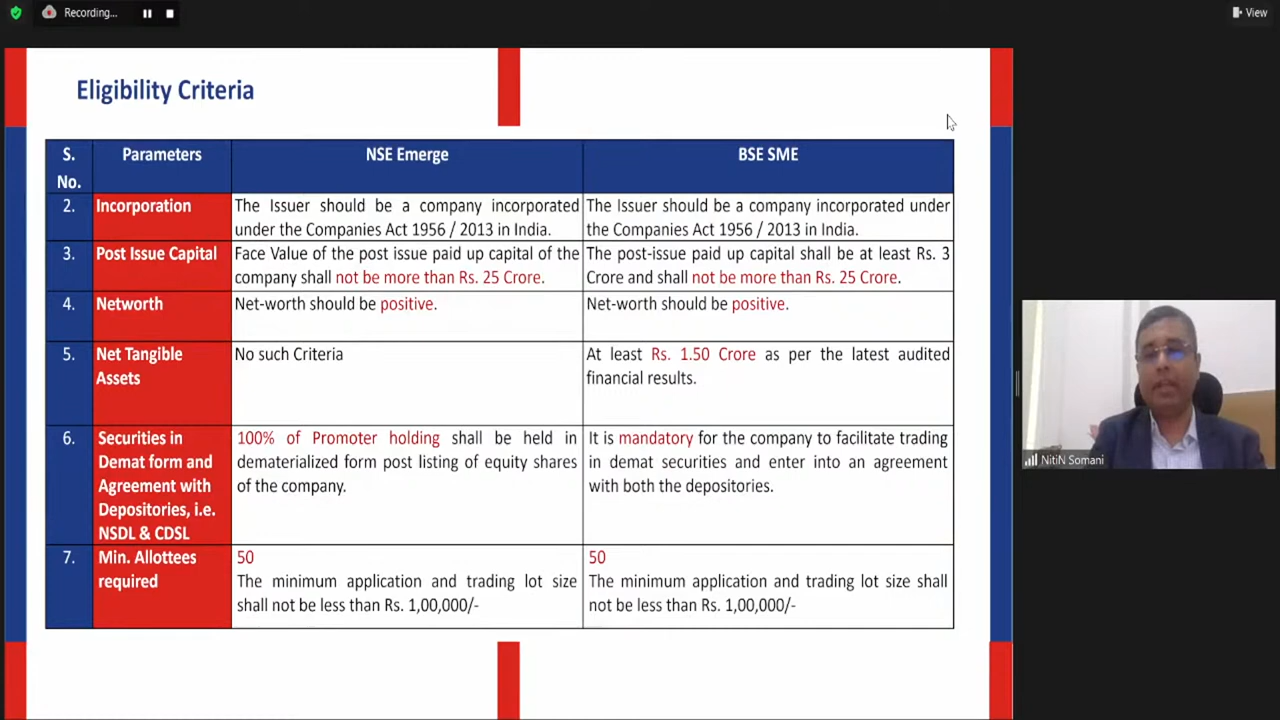 Recording...
View
Eligibility Criteria
S. No.
Parameters
NSE Emerge
BSE SME
2.
Incorporation
The Issuer should be a company incorporated
under the Companies Act 1956 / 2013 in India.
The Issuer should be a company incorporated under
the Companies Act 1956 / 2013 in India.
3.
Post Issue Capital
Face Value of the post issue paid up capital of the
company shall not be more than Rs. 25 Crore.
The post-issue paid up capital shall be at least Rs. 3
Crore and shall not be more than Rs. 25 Crore.
4.
Networth
Net-worth should be positive.
Net-worth should be positive.
5.
Net Tangible
Assets
No such Criteria
At least Rs. 1.50 Crore as per the latest audited
financial results.
6.
Securities in
Demat form and
Agreement with
Depositories, i.e.
NSDL & CDSL
100% of Promoter holding shall be held in
dematerialized form post listing of equity shares
of the company.
It is mandatory for the company to facilitate trading
in demat securities and enter into an agreement
with both the depositories.
7.
Min. Allottees
required
50
The minimum application and trading lot size
shall not be less than Rs. 1,00,000/-
50
The minimum application and trading lot size shall
not be less than Rs. 1,00,000/-
NitiN Somani